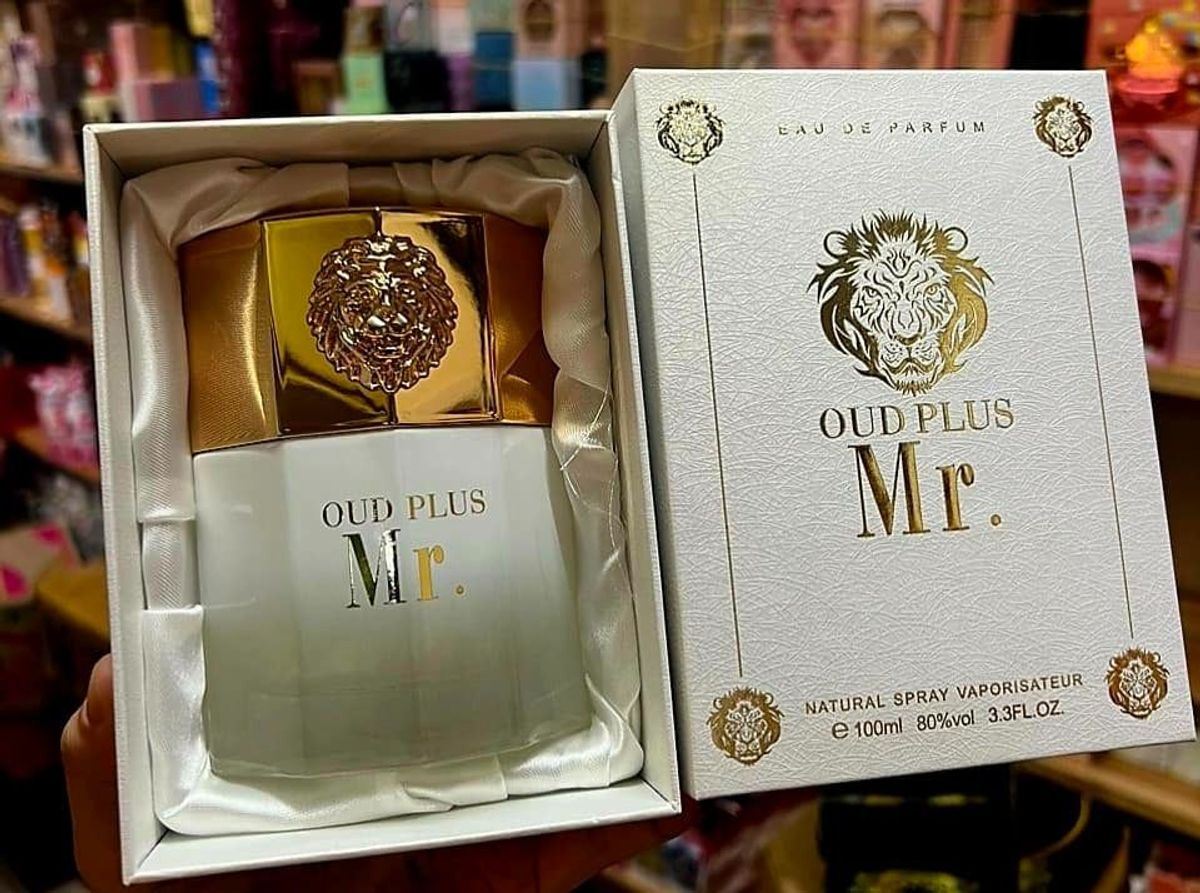 OUD PLUS
Mr.
EAU DE PARFUM
OUD PLUS
Mr.
NATURAL SPRAY VAPORISATEUR
℮ 100ml 80%vol 3.3FL.OZ.